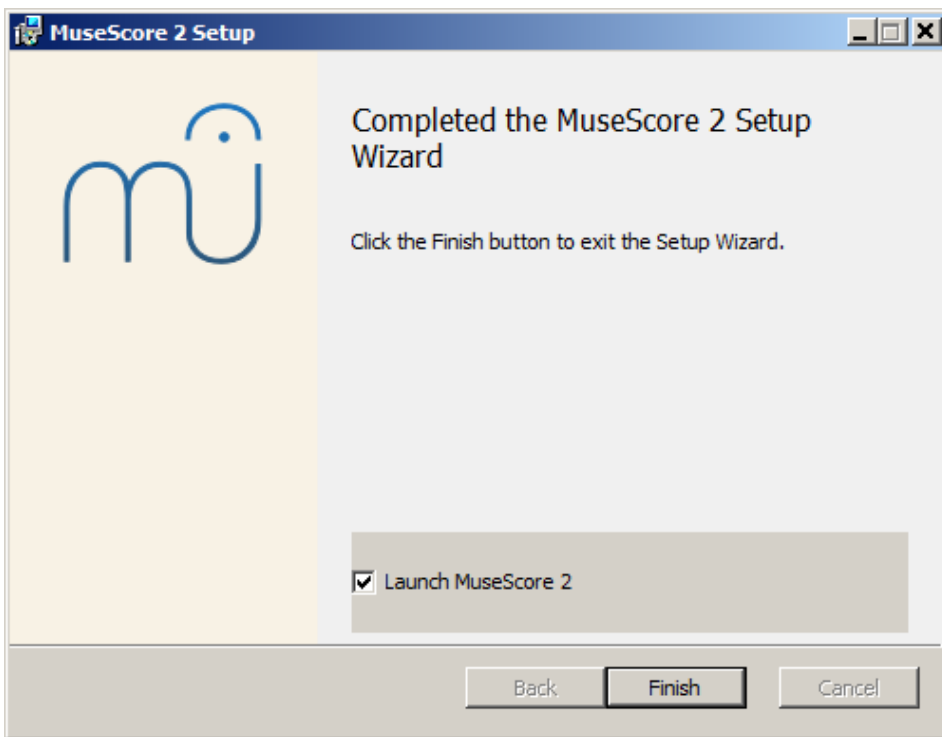 MuseScore 2 Setup
mu
Completed the MuseScore 2 Setup
Wizard
Click the Finish button to exit the Setup Wizard.
Launch MuseScore 2
Back
Finish
Cancel